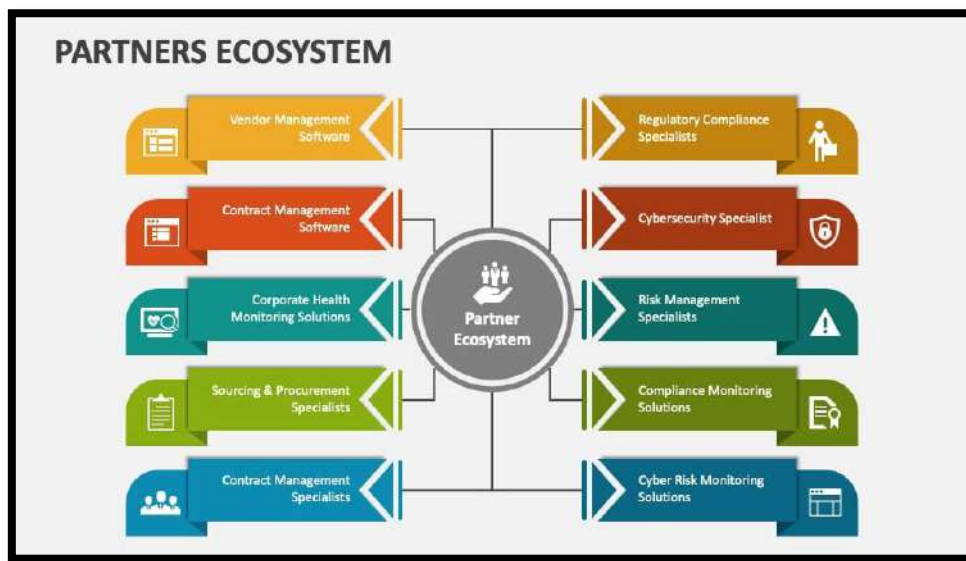 PARTNERS ECOSYSTEM
Vendor Management
Software
Contract Management
Software
Corporate Health
Monitoring Solutions
Sourcing & Procurement
Specialists
Contract Management
Specialists
Partner
Ecosystem
Regulatory Compliance
Specialists
Cybersecurity Specialist
Risk Management
Specialists
Compliance Monitoring
Solutions
Cyber Risk Monitoring
Solutions